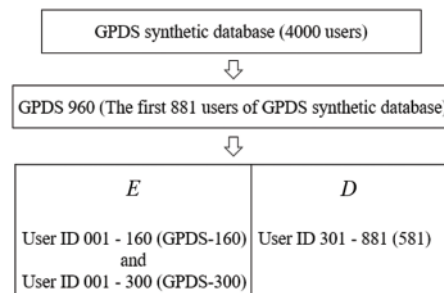 GPDS synthetic database (4000 users)
GPDS 960 (The first 881 users of GPDS synthetic database)
E
User ID 001 - 160 (GPDS-160)
and
User ID 001 - 300 (GPDS-300)
D
User ID 301 - 881 (581)